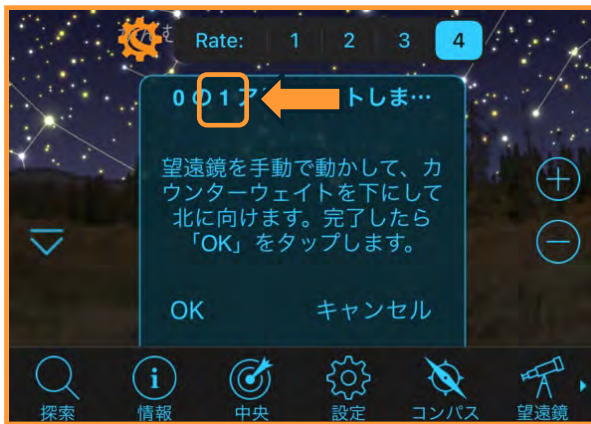 Rate: 1 2 3 4
0 の 1 ア トしま…
望遠鏡を手動で動かして、カ
ウンターウェイトを下にして
北に向けます。完了したら
「OK」をタップします。
OK キャンセル
探索 情報 中央 設定 コンパス 望遠鏡